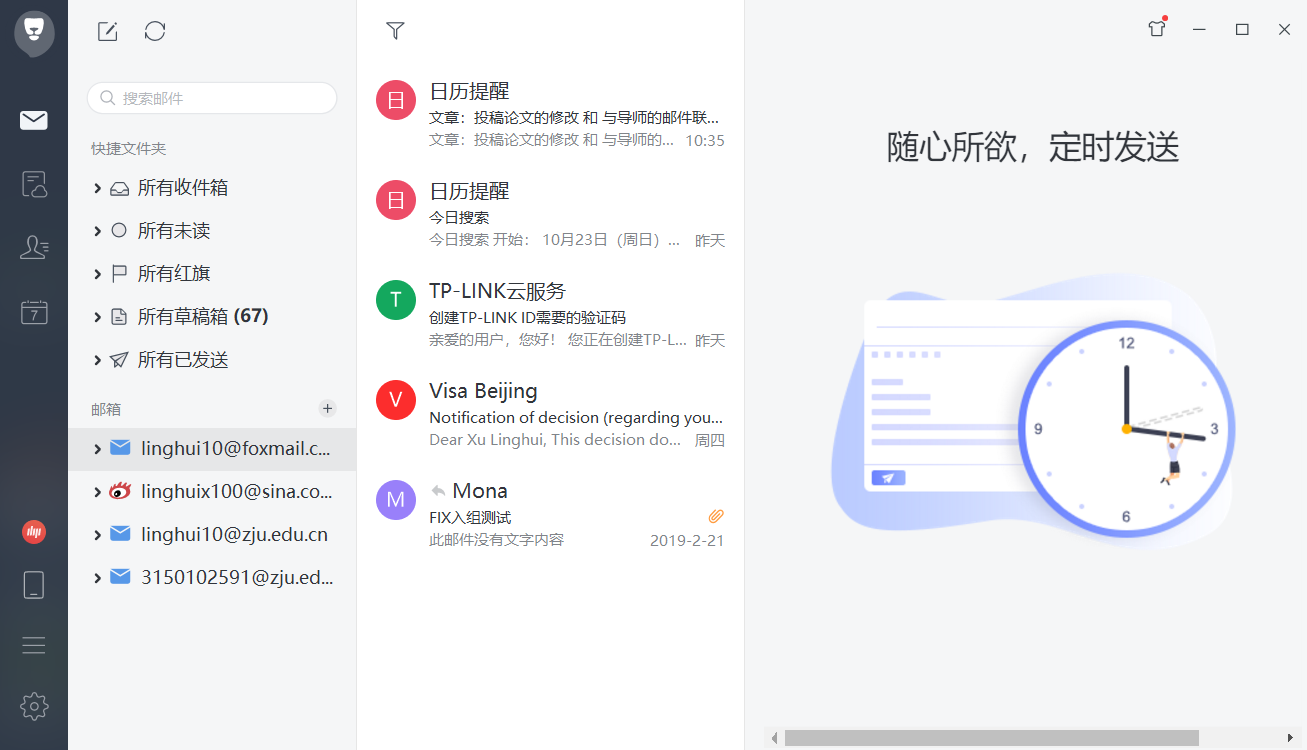 搜索邮件
快捷文件夹
所有收件箱
所有未读
所有红旗
所有草稿箱 (67)
所有已发送
邮箱
linghui10@foxmail.c...
linghuix100@sina.co...
linghui10@zju.edu.cn
3150102591@zju.ed...
7
日
日历提醒
文章：投稿论文的修改 和 与导师的邮件联...
文章：投稿论文的修改 和 与导师的... 10:35
日
日历提醒
今日搜索
今日搜索 开始： 10月23日（周日）... 昨天
T
TP-LINK云服务
创建TP-LINK ID需要的验证码
亲爱的用户，您好！ 您正在创建TP-L... 昨天
V
Visa Beijing
Notification of decision (regarding you...
Dear Xu Linghui, This decision do... 周四
M
Mona
FIX入组测试
此邮件没有文字内容 2019-2-21
随心所欲，定时发送
12
9
3
6